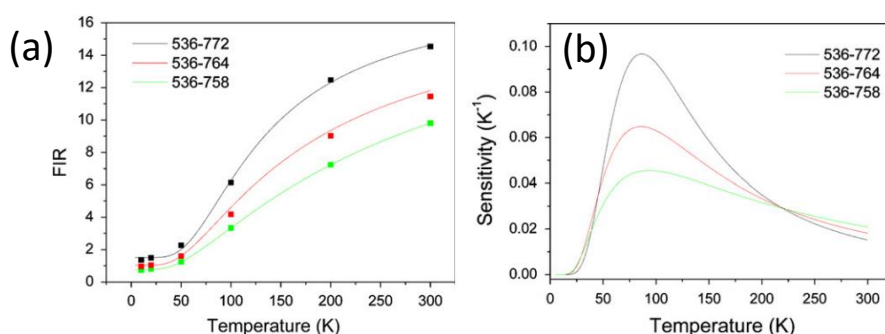 (a)
16
14
12
10
8
6
4
2
0
FIR
536-772
536-764
536-758
0 50 100 150 200 250 300
Temperature (K)
(b)
0.10
0.08
0.06
0.04
0.02
0.00
Sensitivity (K⁻¹)
536-772
536-764
536-758
0 50 100 150 200 250 300
Temperature (K)